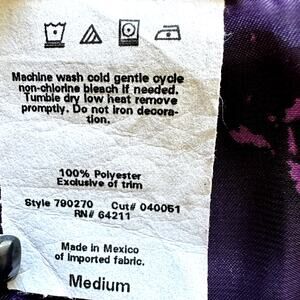 Machine wash cold gentle cycle
non-chlorine bleach if needed.
Tumble dry low heat remove
promptly. Do not iron decora-
tion.
100% Polyester
Exclusive of trim
Style 790270 Cut# 040051
RN# 64211
Made in Mexico
of imported fabric.
Medium